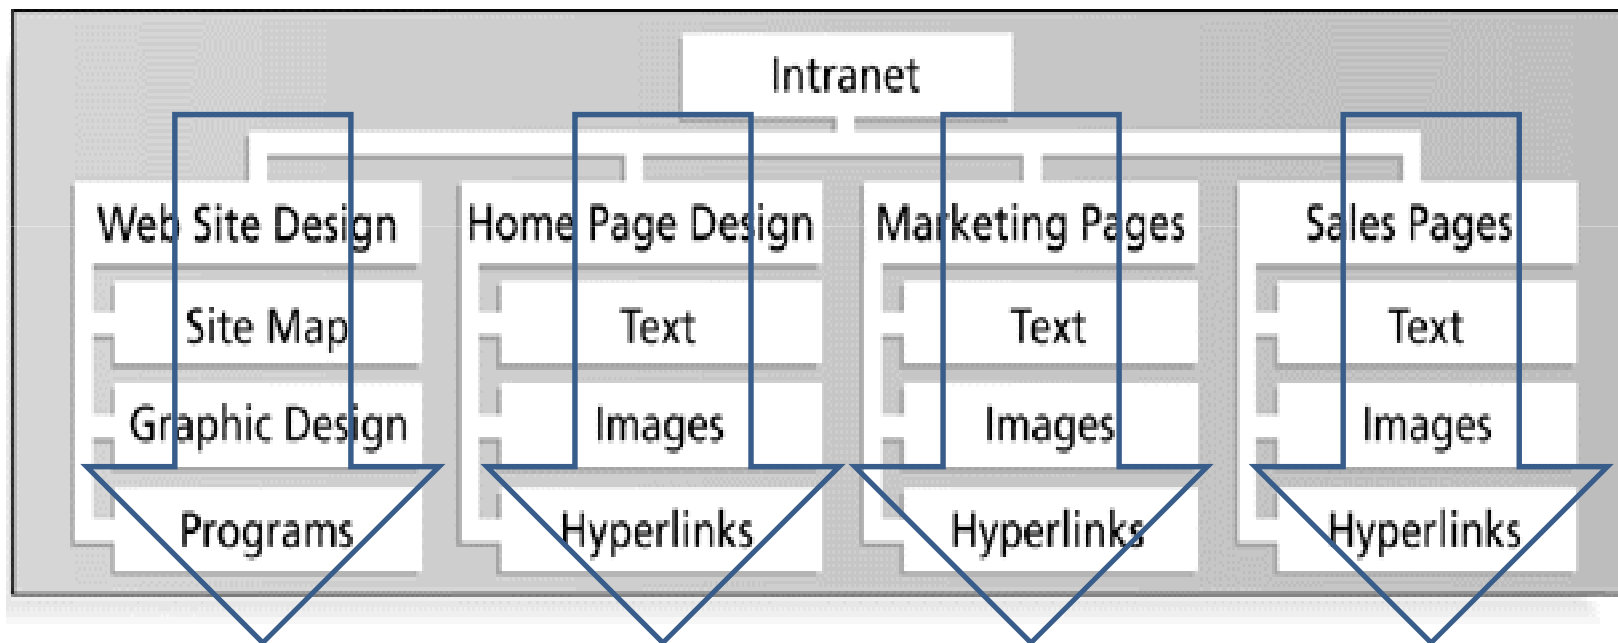 Intranet
Web Site Design
Site Map
Graphic Design
Programs
Home Page Design
Text
Images
Hyperlinks
Marketing Pages
Text
Images
Hyperlinks
Sales Pages
Text
Images
Hyperlinks